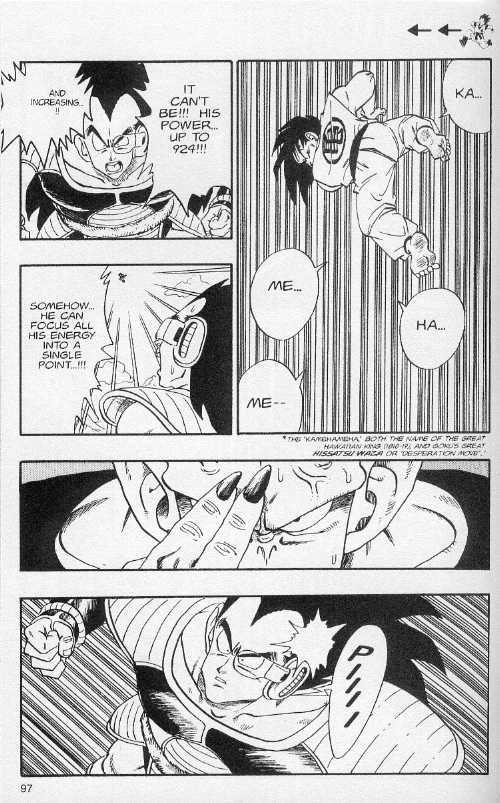 KA...
ME...
HA...
ME--
*THE 'KAMEHAMEHA,' BOTH THE NAME OF THE GREAT
HAWAIIAN KING (1810-19), AND GOKU'S GREAT
HISSATSU WAZA OR 'DESPERATION MOVE'.
IT
CAN'T
BE!!! HIS
POWER...
UP TO
924!!!
AND
INCREASING...
!!
SOMEHOW...
HE CAN
FOCUS ALL
HIS ENERGY
INTO A
SINGLE
POINT...!!!
PIIII
97